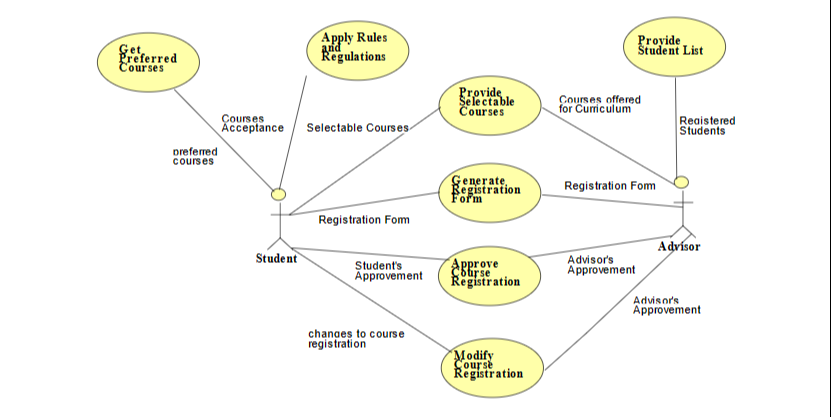 Get
Preferred
Courses
Apply Rules
and
Regulations
Provide
Student List
Provide
Selectable
Courses
Courses offered
for Curriculum
Courses
Acceptance
Selectable Courses
Registered
Students
preferred
courses
Generate
Registration
Form
Registration Form
Registration Form
Student
Advisor
Student's
Approvement
Approve
Course
Registration
Advisor's
Approvement
Advisor's
Approvement
changes to course
registration
Modify
Course
Registration